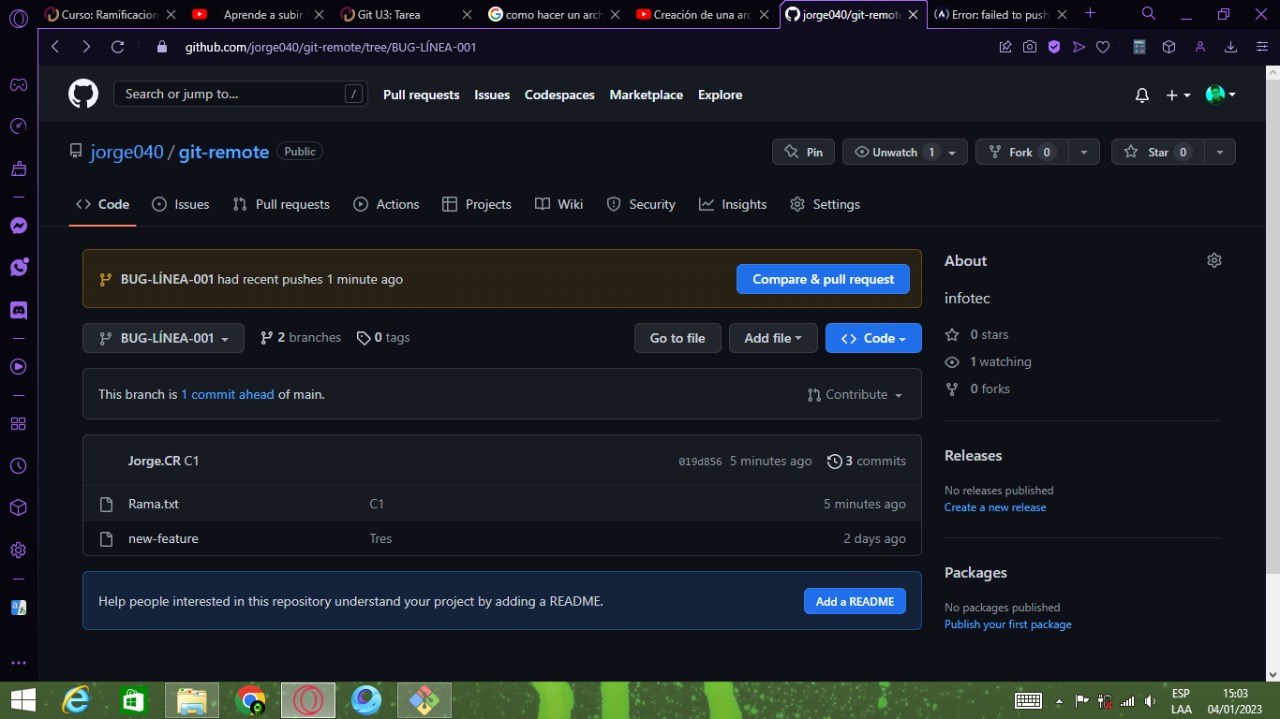 Curso: Ramificacion
Aprende a subir
Git U3: Tarea
como hacer un arch
Creación de una arc
jorge040/git-remote
Error: failed to push
github.com/jorge040/git-remote/tree/BUG-LÍNEA-001
Search or jump to...
/
Pull requests
Issues
Codespaces
Marketplace
Explore
jorge040 / git-remote
Public
Pin
Unwatch 1
Fork 0
Star 0
Code
Issues
Pull requests
Actions
Projects
Wiki
Security
Insights
Settings
BUG-LÍNEA-001 had recent pushes 1 minute ago
Compare & pull request
BUG-LÍNEA-001
2 branches
0 tags
Go to file
Add file
Code
This branch is 1 commit ahead of main.
Contribute
Jorge.CR C1
019d856 5 minutes ago
3 commits
Rama.txt
C1
5 minutes ago
new-feature
Tres
2 days ago
Help people interested in this repository understand your project by adding a README.
Add a README
About
infotec
0 stars
1 watching
0 forks
Releases
No releases published
Create a new release
Packages
No packages published
Publish your first package
ESP
LAA
15:03
04/01/2023